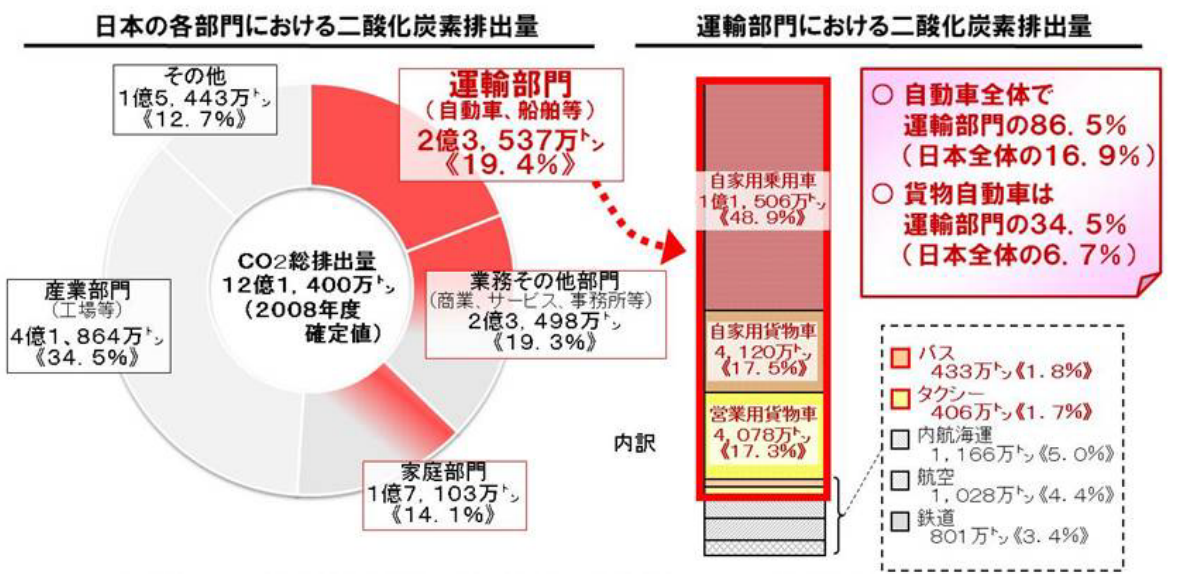 日本の各部門における二酸化炭素排出量
その他
1億5,443万㌧
《12.7%》
運輸部門
(自動車、船舶等)
2億3,537万㌧
《19.4%》
CO2総排出量
12億1,400万㌧
(2008年度
確定値)
産業部門
(工場等)
4億1、864万㌧
《34.5%》
業務その他部門
(商業、サービス、事務所等)
2億3,498万㌧
《19.3%》
家庭部門
1億7,103万㌧
《14.1%》
運輸部門における二酸化炭素排出量
自家用乗用車
1億1,506万㌧
《48.9%》
自家用貨物車
4,120万㌧
《17.5%》
営業用貨物車
4,078万㌧
《17.3%》
内訳
○ 自動車全体で
運輸部門の86.5%
(日本全体の16.9%)
○ 貨物自動車は
運輸部門の34.5%
(日本全体の6.7%)
バス
433万㌧《1.8%》
タクシー
406万㌧《1.7%》
内航海運
1,166万㌧《5.0%》
航空
1,028万㌧《4.4%》
鉄道
801万㌧《3.4%》